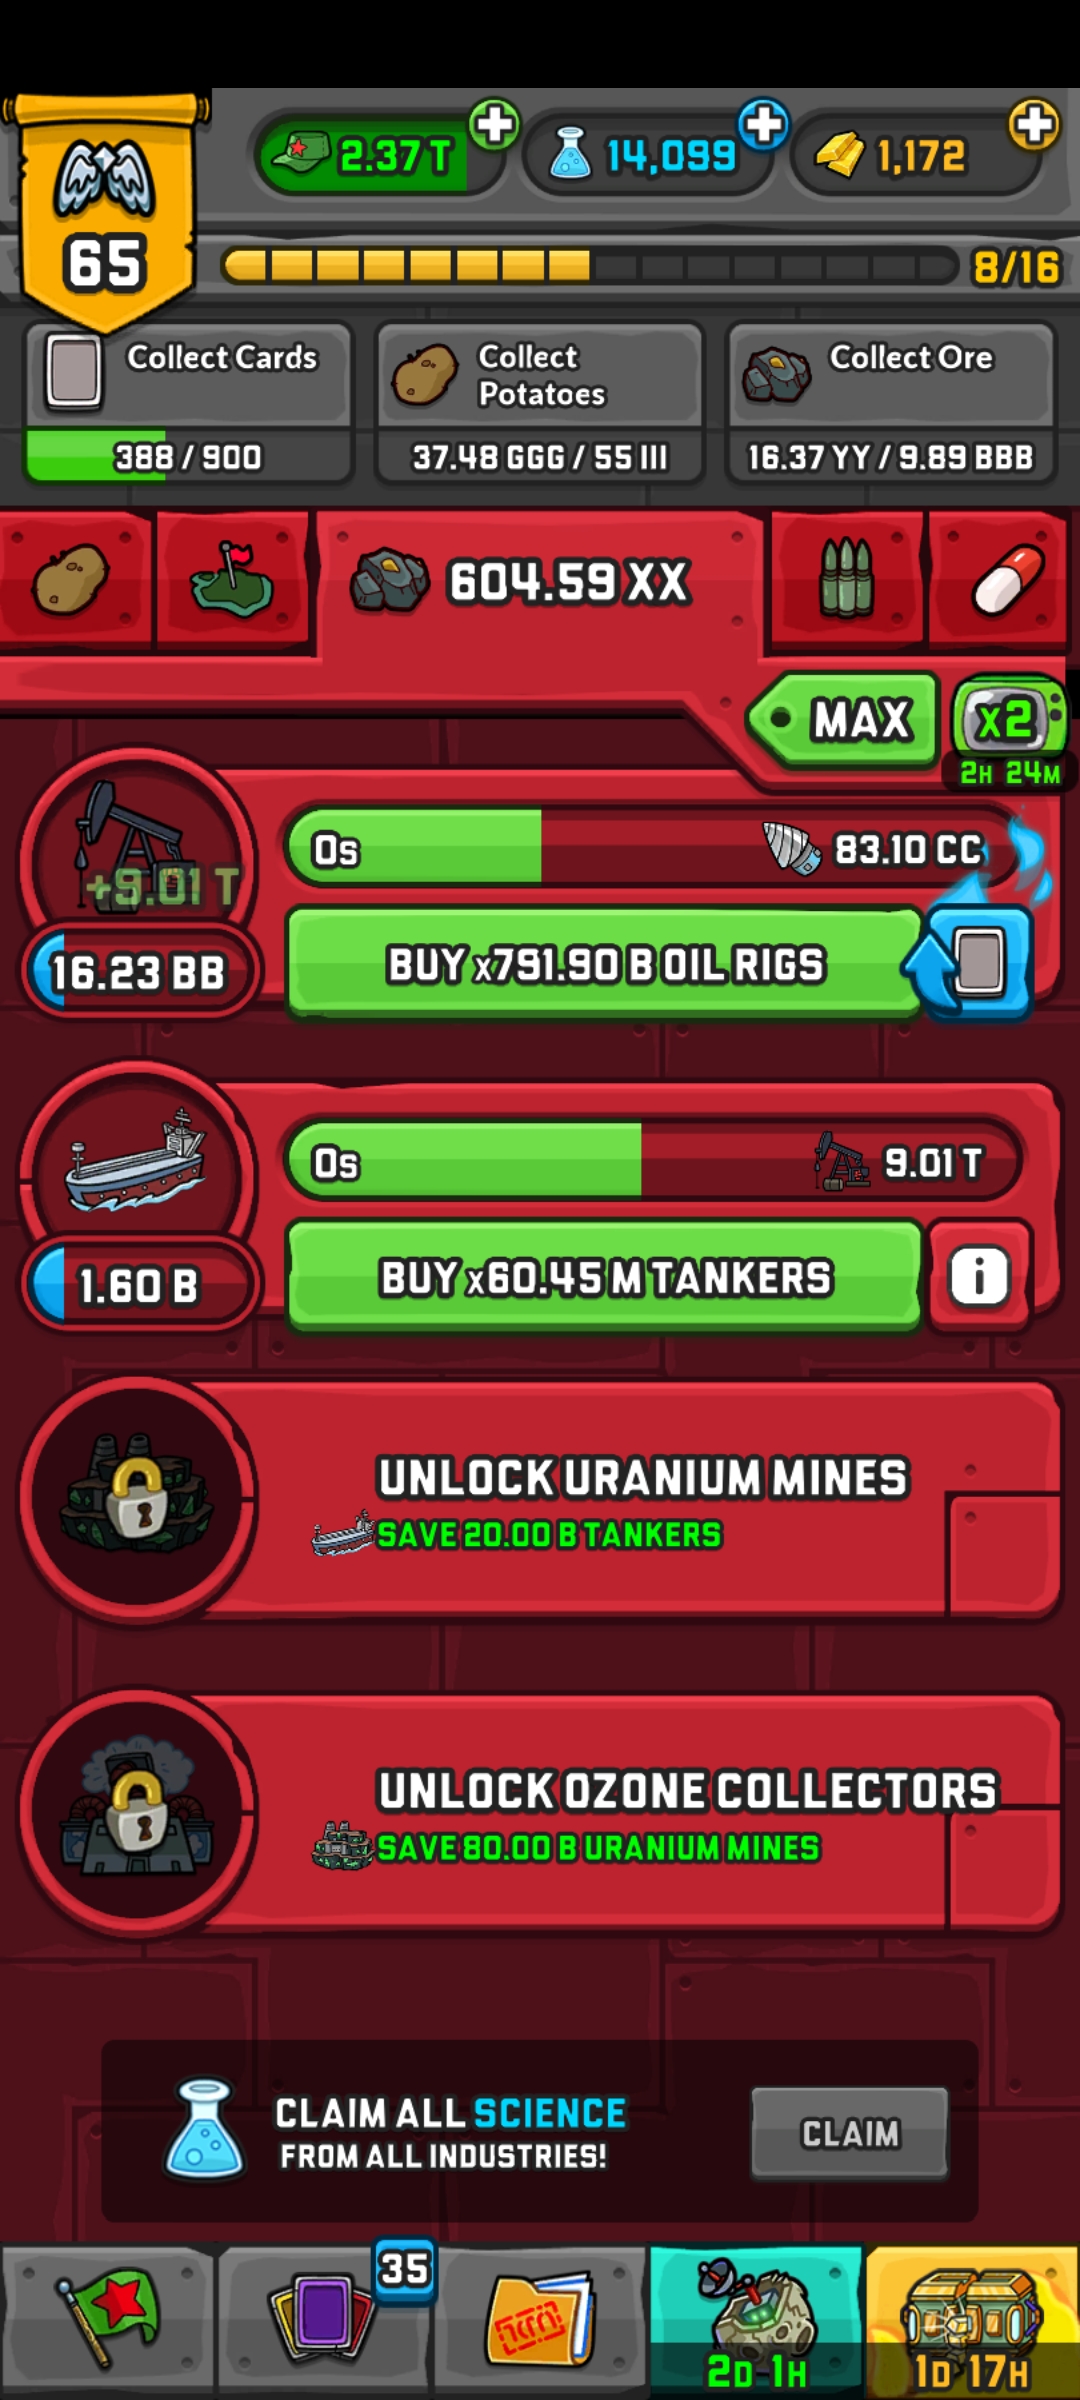 2.37 T
14,099
1,172
65
8/16
Collect Cards
388 / 900
Collect
Potatoes
37.48 GGG / 55 III
Collect Ore
16.37 YY / 9.89 BBB
604.59 XX
MAX
x2
2H 24M
+9.01 T
0s
83.10 CC
16.23 BB
BUY x791.90 B OIL RIGS
0s
9.01 T
1.60 B
BUY x60.45 M TANKERS
i
UNLOCK URANIUM MINES
SAVE 20.00 B TANKERS
UNLOCK OZONE COLLECTORS
SAVE 80.00 B URANIUM MINES
CLAIM ALL SCIENCE
FROM ALL INDUSTRIES!
CLAIM
35
2D 1H
1D 17H